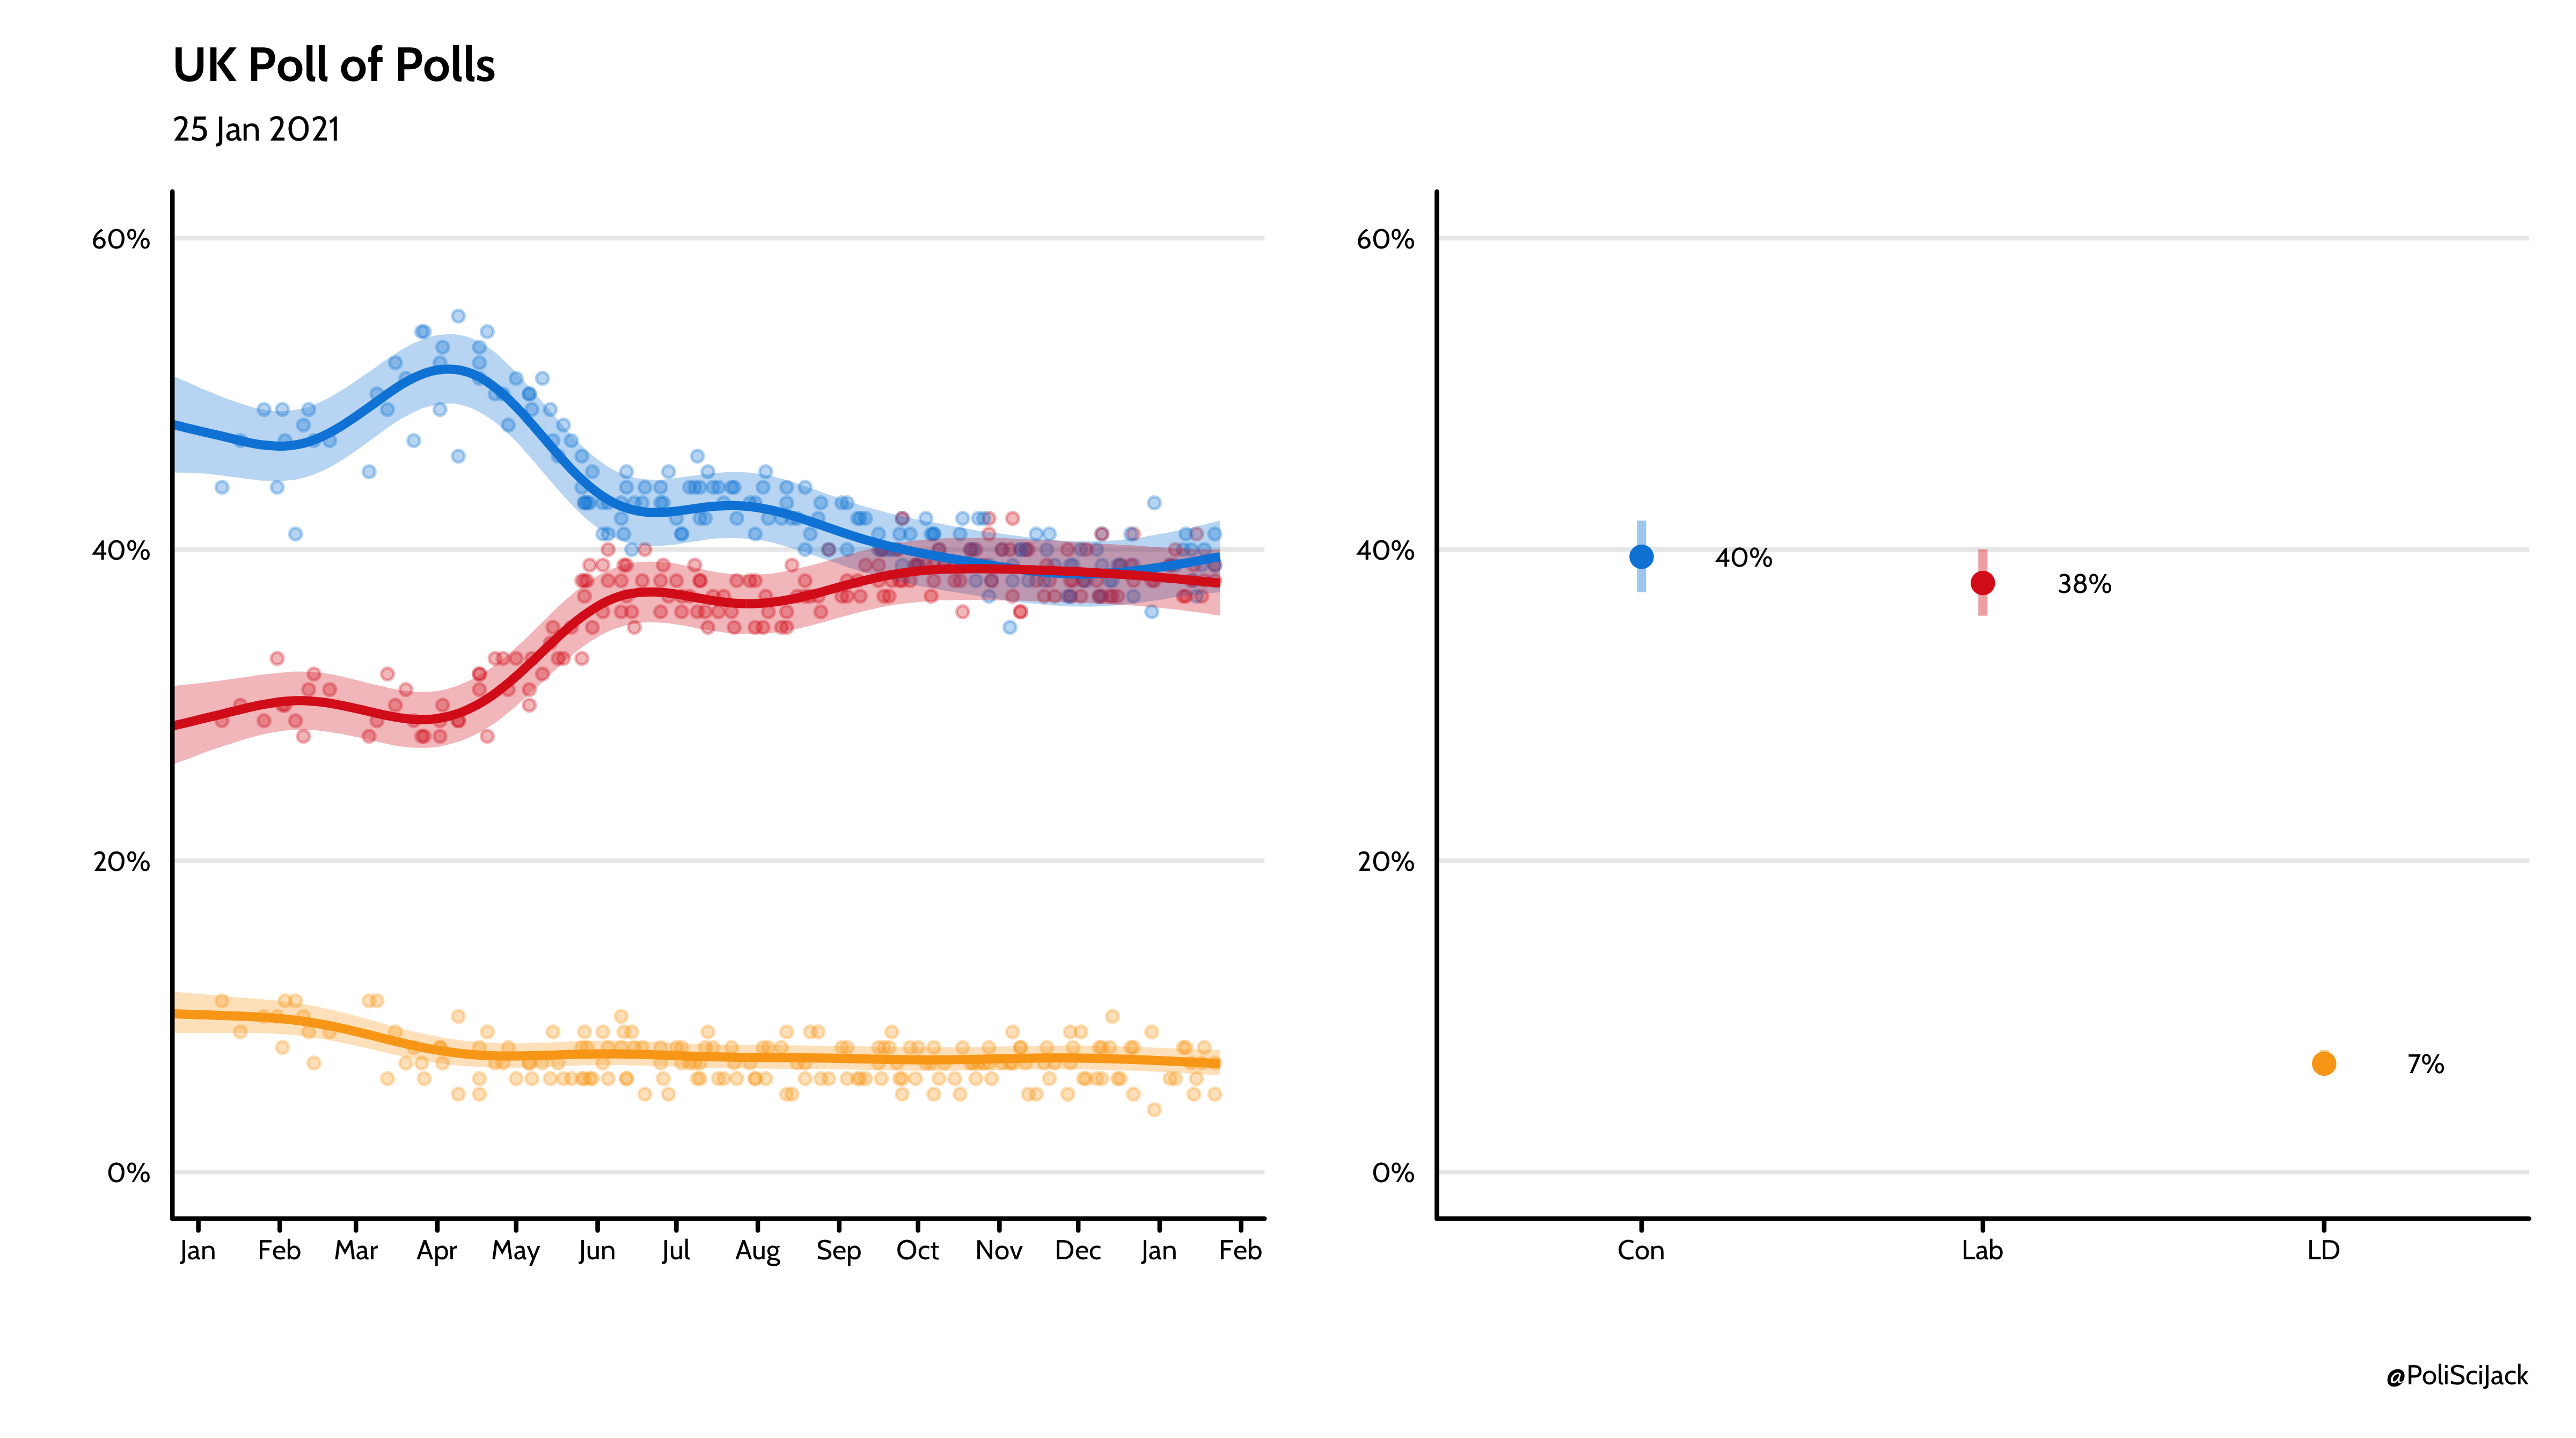 UK Poll of Polls
25 Jan 2021
60%
40%
20%
0%
Jan Feb Mar Apr May Jun Jul Aug Sep Oct Nov Dec Jan Feb
60%
40%
20%
0%
40%
38%
7%
Con Lab LD
@PoliSciJack